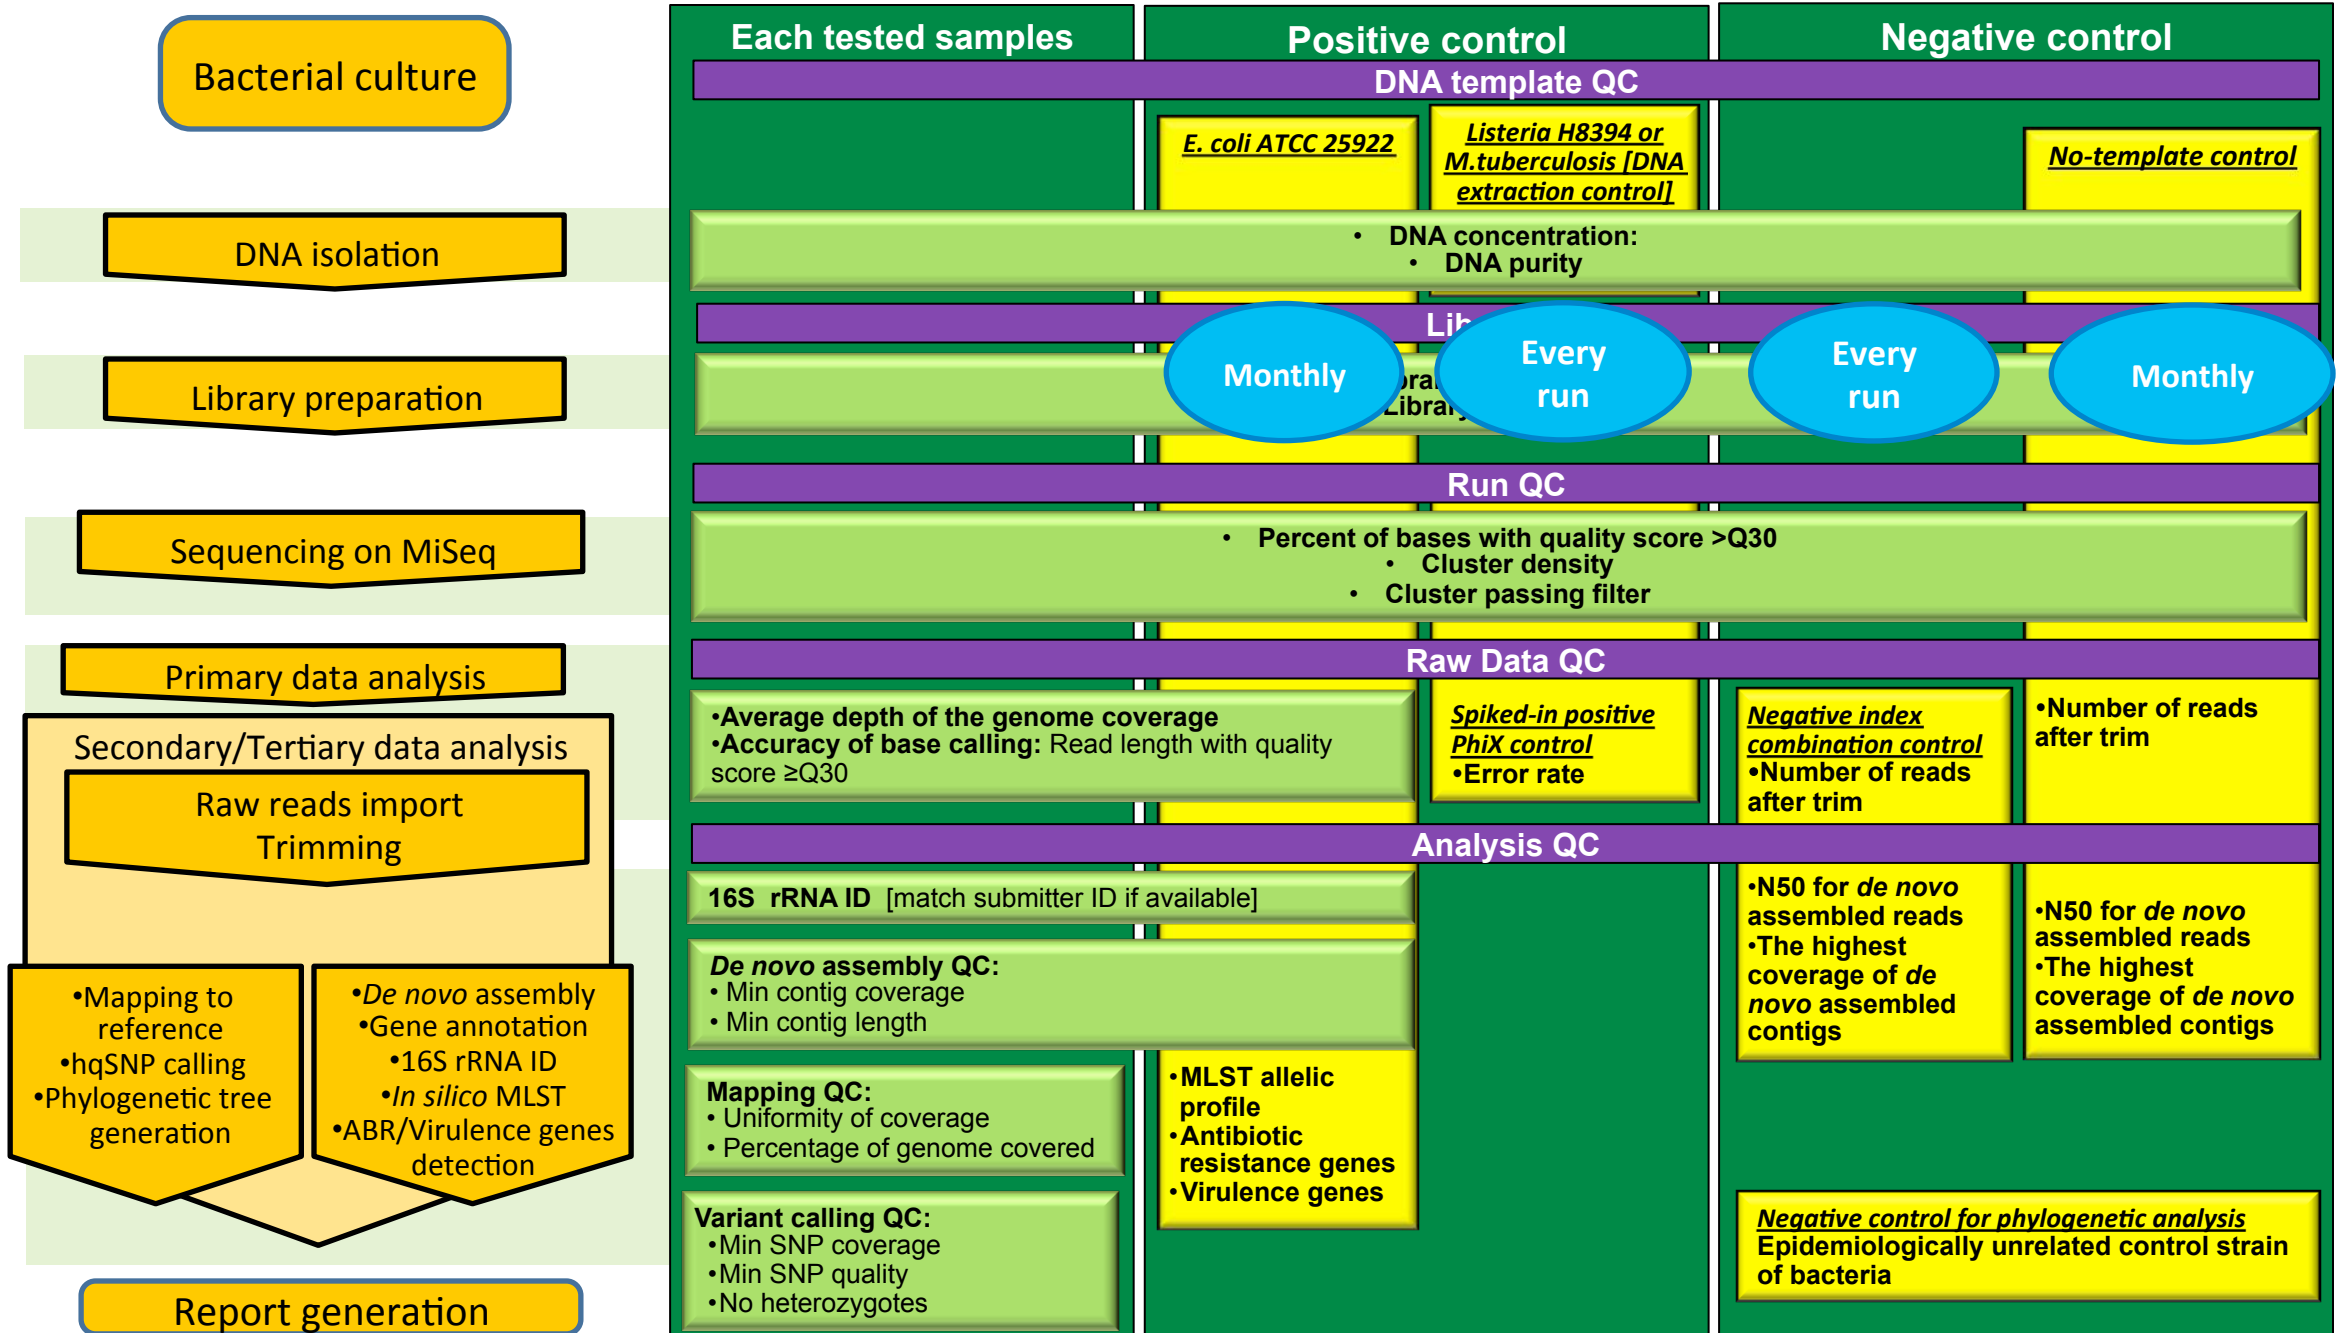 Bacterial culture
DNA isolation
Library preparation
Sequencing on MiSeq
Primary data analysis
Secondary/Tertiary data analysis
Raw reads import
Trimming
•Mapping to
reference
•hqSNP calling
•Phylogenetic tree
generation
•De novo assembly
•Gene annotation
•16S rRNA ID
•In silico MLST
•ABR/Virulence genes
detection
Report generation
Each tested samples
Positive control
Negative control
DNA template QC
E. coli ATCC 25922
Listeria H8394 or
M.tuberculosis [DNA
extraction control]
No-template control
• DNA concentration:
• DNA purity
Monthly
Every
run
Every
run
Monthly
Library
Run QC
• Percent of bases with quality score >Q30
• Cluster density
• Cluster passing filter
Raw Data QC
•Average depth of the genome coverage
•Accuracy of base calling: Read length with quality
score ≥Q30
Spiked-in positive
PhiX control
•Error rate
Negative index
combination control
•Number of reads
after trim
•Number of reads
after trim
Analysis QC
16S rRNA ID [match submitter ID if available]
De novo assembly QC:
• Min contig coverage
• Min contig length
Mapping QC:
• Uniformity of coverage
• Percentage of genome covered
Variant calling QC:
•Min SNP coverage
•Min SNP quality
•No heterozygotes
•MLST allelic
profile
•Antibiotic
resistance genes
•Virulence genes
•N50 for de novo
assembled reads
•The highest
coverage of de
novo assembled
contigs
•N50 for de novo
assembled reads
•The highest
coverage of de novo
assembled contigs
Negative control for phylogenetic analysis
Epidemiologically unrelated control strain
of bacteria